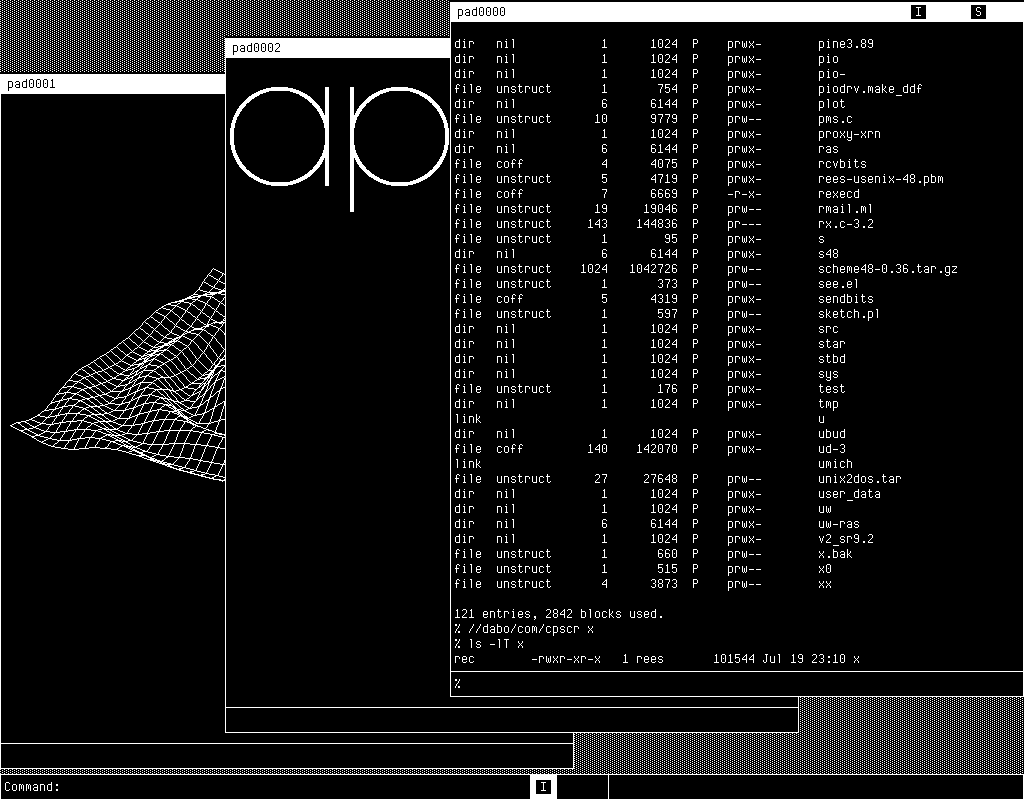 pad0000 I S
pad0002
pad0001
ap
dir nil 1 1024 P prwx- pine3.89
dir nil 1 1024 P prwx- pio
dir nil 1 1024 P prwx- pio-
file unstruct 1 754 P prwx- piodrv.make_ddf
dir nil 6 6144 P prwx- plot
file unstruct 10 9779 P prw-- pms.c
dir nil 1 1024 P prwx- proxy-xrn
dir nil 6 6144 P prwx- ras
file coff 4 4075 P prwx- rcvbits
file unstruct 5 4719 P prwx- rees-usenix-48.pbm
file coff 7 6669 P -r-x- rexecd
file unstruct 19 19046 P prw-- rmail.ml
file unstruct 143 144836 P pr--- rx.c-3.2
file unstruct 1 95 P prwx- s
dir nil 6 6144 P prwx- s48
file unstruct 1024 1042726 P prw-- scheme48-0.36.tar.gz
file unstruct 1 373 P prw-- see.el
file coff 5 4319 P prwx- sendbits
file unstruct 1 597 P prw-- sketch.pl
dir nil 1 1024 P prwx- src
dir nil 1 1024 P prwx- star
dir nil 1 1024 P prwx- stbd
dir nil 1 1024 P prwx- sys
file unstruct 1 176 P prwx- test
dir nil 1 1024 P prwx- tmp
link u
dir nil 1 1024 P prwx- ubud
file coff 140 142070 P prwx- ud-3
link umich
file unstruct 27 27648 P prw-- unix2dos.tar
dir nil 1 1024 P prwx- user_data
dir nil 1 1024 P prwx- uw
dir nil 6 6144 P prwx- uw-ras
dir nil 1 1024 P prwx- v2_sr9.2
file unstruct 1 660 P prw-- x.bak
file unstruct 1 515 P prw-- x0
file unstruct 4 3873 P prw-- xx
121 entries, 2842 blocks used.
% //dabo/com/cpscr x
% ls -lT x
rec -rwxr-xr-x 1 rees 101544 Jul 19 23:10 x
%
Command: I